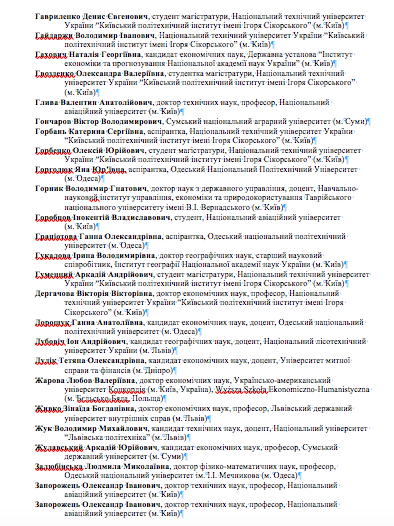 Гавриленко Денис Євгенович, студент магістратури, Національний технічний університет
України "Київський політехнічний інститут імені Ігоря Сікорського" (м. Київ)
Гайдаржи Володимир Іванович, Національний технічний університет України "Київський
політехнічний інститут імені Ігоря Сікорського" (м. Київ)
Гахович Наталія Георгіївна, кандидат економічних наук, Державна установа "Інститут
економіки та прогнозування Національної академії наук України" (м. Київ)
Гвозденко Олександра Валеріївна, студентка магістратури, Національний технічний
університет України "Київський політехнічний інститут імені Ігоря Сікорського"
(м. Київ)
Глива Валентин Анатолійович, доктор технічних наук, професор, Національний
авіаційний університет (м. Київ)
Гончаров Віктор Володимирович, Сумський національний аграрний університет (м. Суми)
Горбань Катерина Сергіївна, аспірантка, Національний технічний університет України
"Київський політехнічний інститут імені Ігоря Сікорського" (м. Київ)
Горбенко Олексій Юрійович, студент магістратури, Національний технічний університет
України "Київський політехнічний інститут імені Ігоря Сікорського" (м. Київ)
Горголюк Яна Юр'ївна, аспірантка, Одеський Національний Політехнічний Університет
(м. Одеса)
Горник Володимир Гнатович, доктор наук з державного управління, доцент, Навчально-
науковий інститут управління, економіки та природокористування Таврійського
національного університету імені В.І. Вернадського (м. Київ)
Горобцов Інокентій Владиславович, студент, Національний авіаційний університет
(м. Київ)
Граціотова Ганна Олександрівна, аспірантка, Одеський національний політехнічний
університет (м. Одеса)
Гукалова Ірина Володимирівна, доктор географічних наук, старший науковий
співробітник, Інститут географії Національної академії наук України (м. Київ)
Гуменний Аркадій Андрійович, студент магістратури, Національний технічний університет
України "Київський політехнічний інститут імені Ігоря Сікорського" (м. Київ)
Дергачова Вікторія Вікторівна, доктор економічних наук, професор, Національний
технічний університет України "Київський політехнічний інститут імені Ігоря
Сікорського" (м. Київ)
Дорошук Ганна Анатоліївна, кандидат економічних наук, доцент, Одеський національний
політехнічний університет (м. Одеса)
Дубовіч Іон Андрійович, кандидат географічних наук, доцент, Національний лісотехнічний
університет України (м. Львів)
Дудік Тетяна Олександрівна, кандидат економічних наук, доцент, Університет митної
справи та фінансів (м. Дніпро)
Жарова Любов Валеріївна, доктор економічних наук, Українсько-американський
університет Конкордія (м. Київ, Україна), Wyższa Szkoła Ekonomiczno-Humanistyczna
(м. Бєльсько-Бяла, Польща)
Живко Зінаїда Богданівна, доктор економічних наук, професор, Львівський державний
університет внутрішніх справ (м. Львів)
Жук Володимир Михайлович, кандидат технічних наук, доцент, Національний університет
"Львівська політехніка" (м. Львів)
Жулавський Аркадій Юрійович, кандидат економічних наук, професор, Сумський
державний університет (м. Суми)
Залюбінська Людмила Миколаївна, доктор фізико-математичних наук, професор,
Одеський національний університет ім. І.І. Мечникова (м. Одеса)
Запорожець Олександр Іванович, доктор технічних наук, професор, Національний
авіаційний університет (м. Київ)
Запорожець Олександр Іванович, доктор технічних наук, професор, Національний
авіаційний університет (м. Київ)